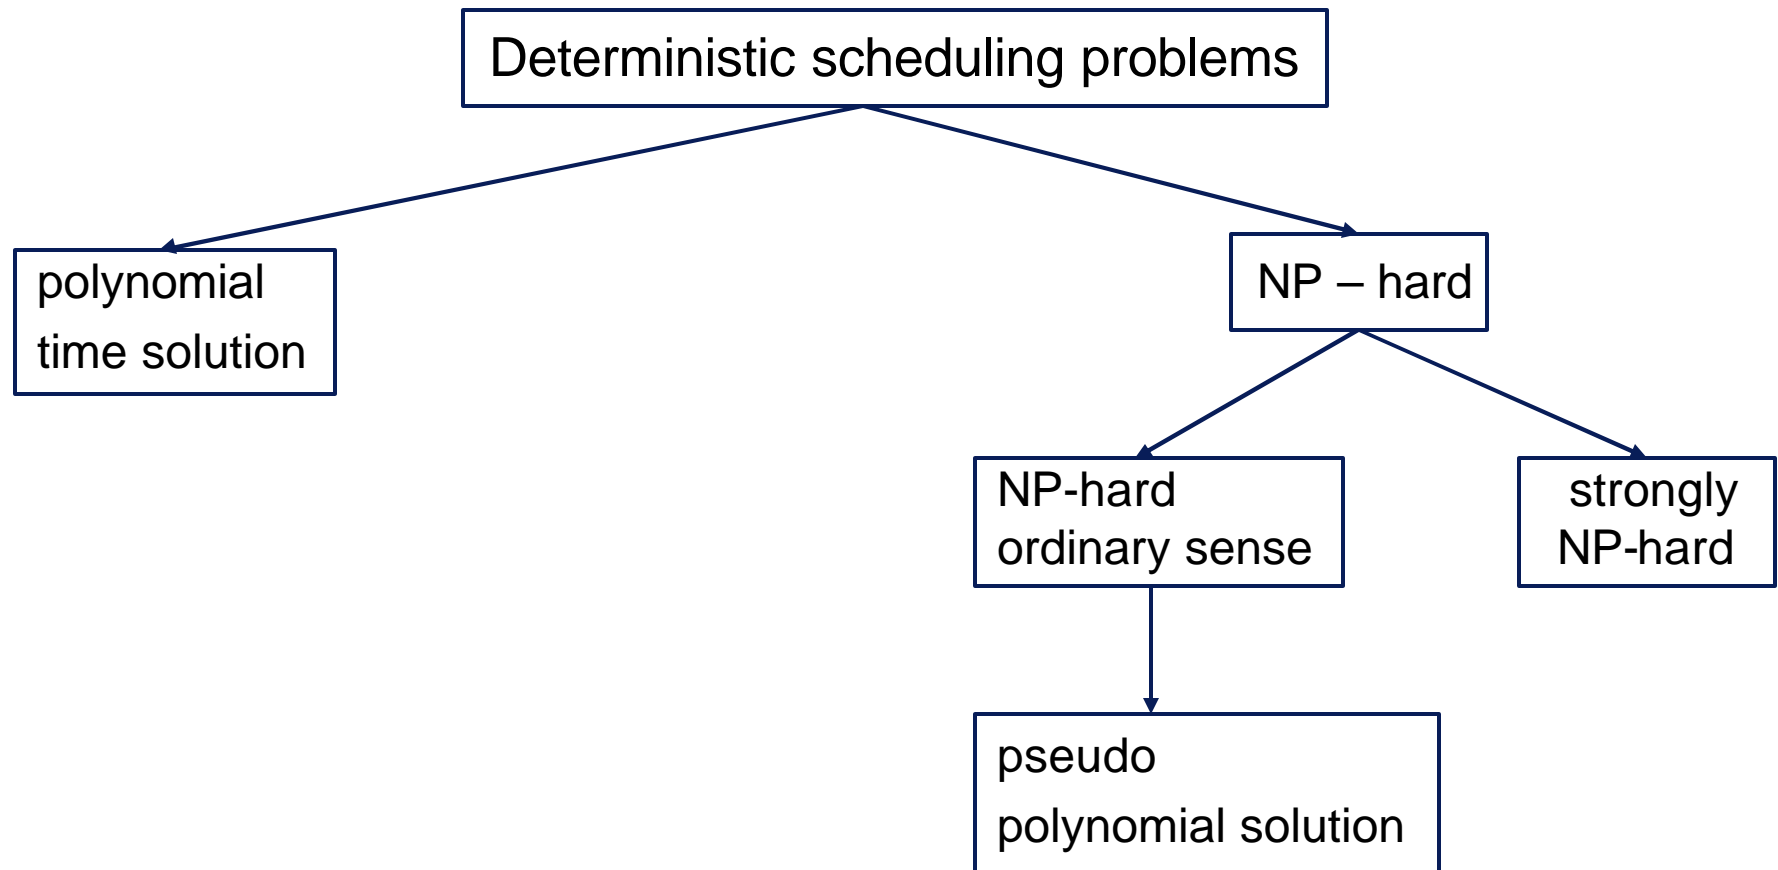 Deterministic scheduling problems
polynomial
time solution
NP – hard
NP-hard
ordinary sense
strongly
NP-hard
pseudo
polynomial solution